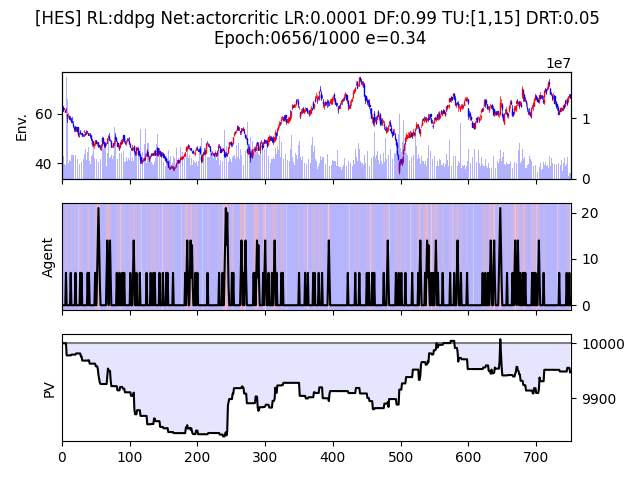 [HES] RL:ddpg Net:actorcritic LR:0.0001 DF:0.99 TU:[1,15] DRT:0.05
Epoch:0656/1000 e=0.34
1e7
Env.
60
40
1
0
Agent
20
10
0
PV
10000
9900
0 100 200 300 400 500 600 700